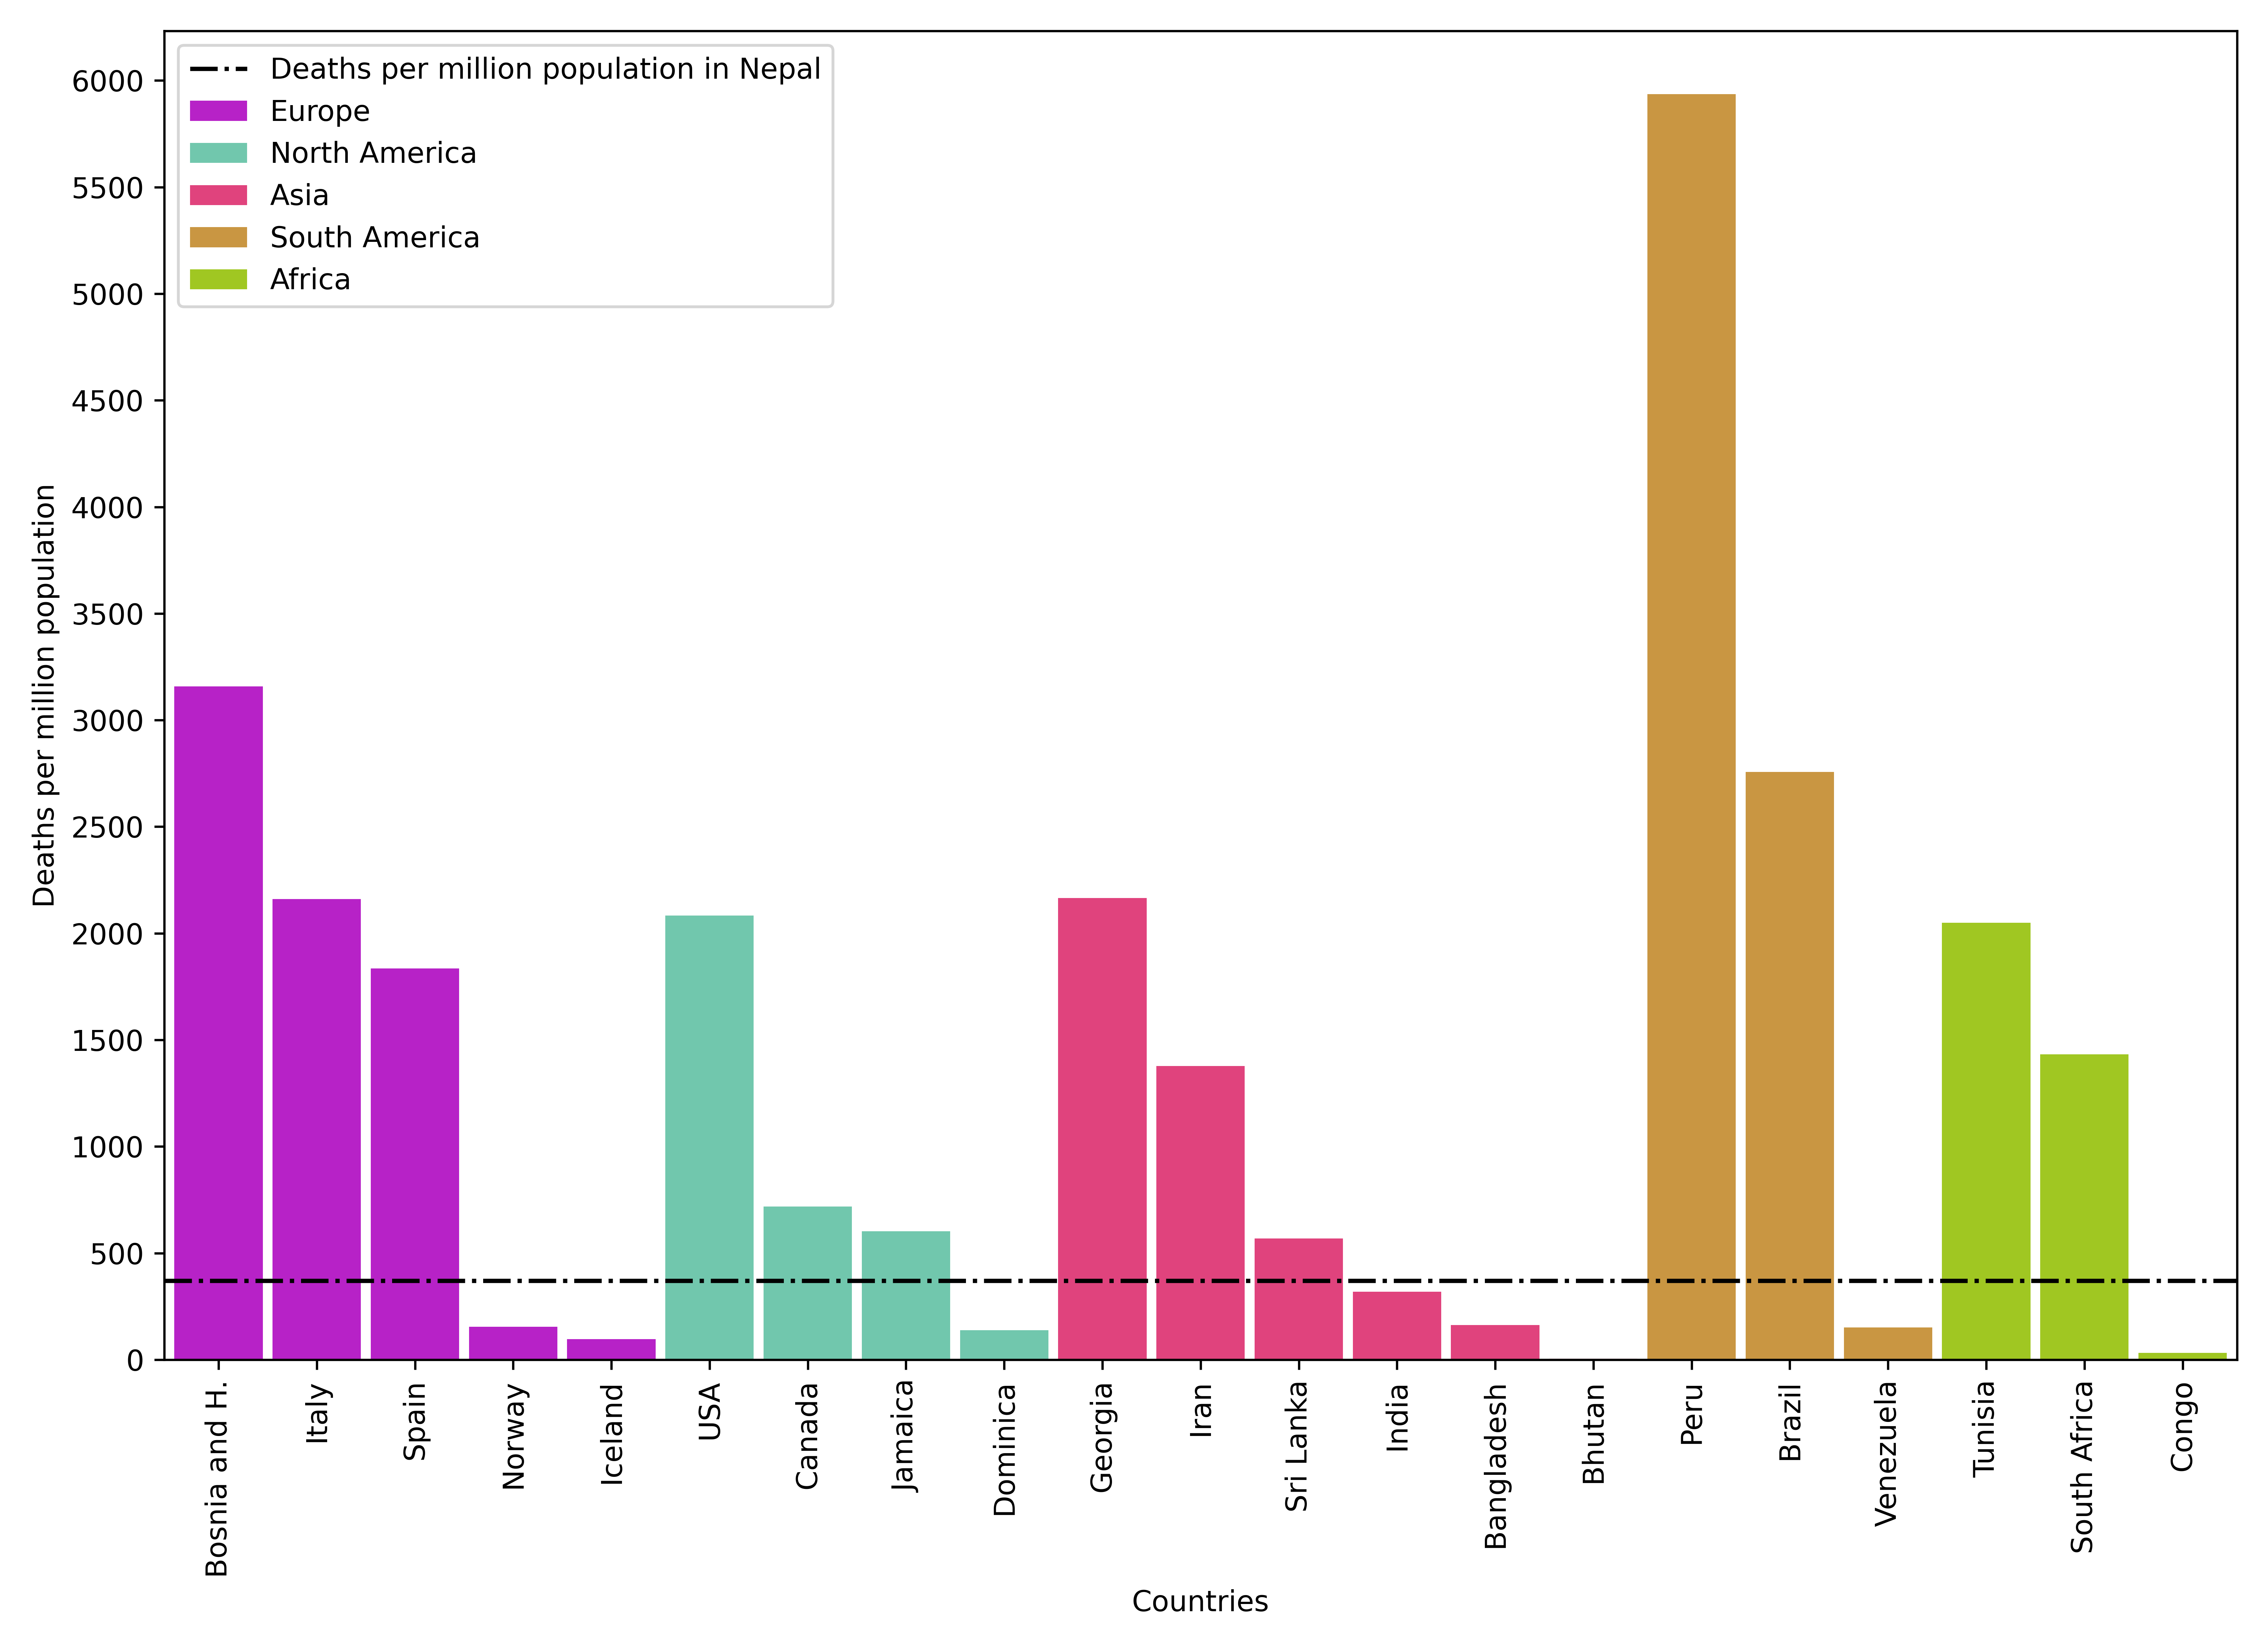 Deaths per million population in Nepal
Europe
North America
Asia
South America
Africa
6000
5500
5000
4500
4000
3500
3000
2500
2000
1500
1000
500
0
Deaths per million population
Bosnia and H.
Italy
Spain
Norway
Iceland
USA
Canada
Jamaica
Dominica
Georgia
Iran
Sri Lanka
India
Bangladesh
Bhutan
Peru
Brazil
Venezuela
Tunisia
South Africa
Congo
Countries